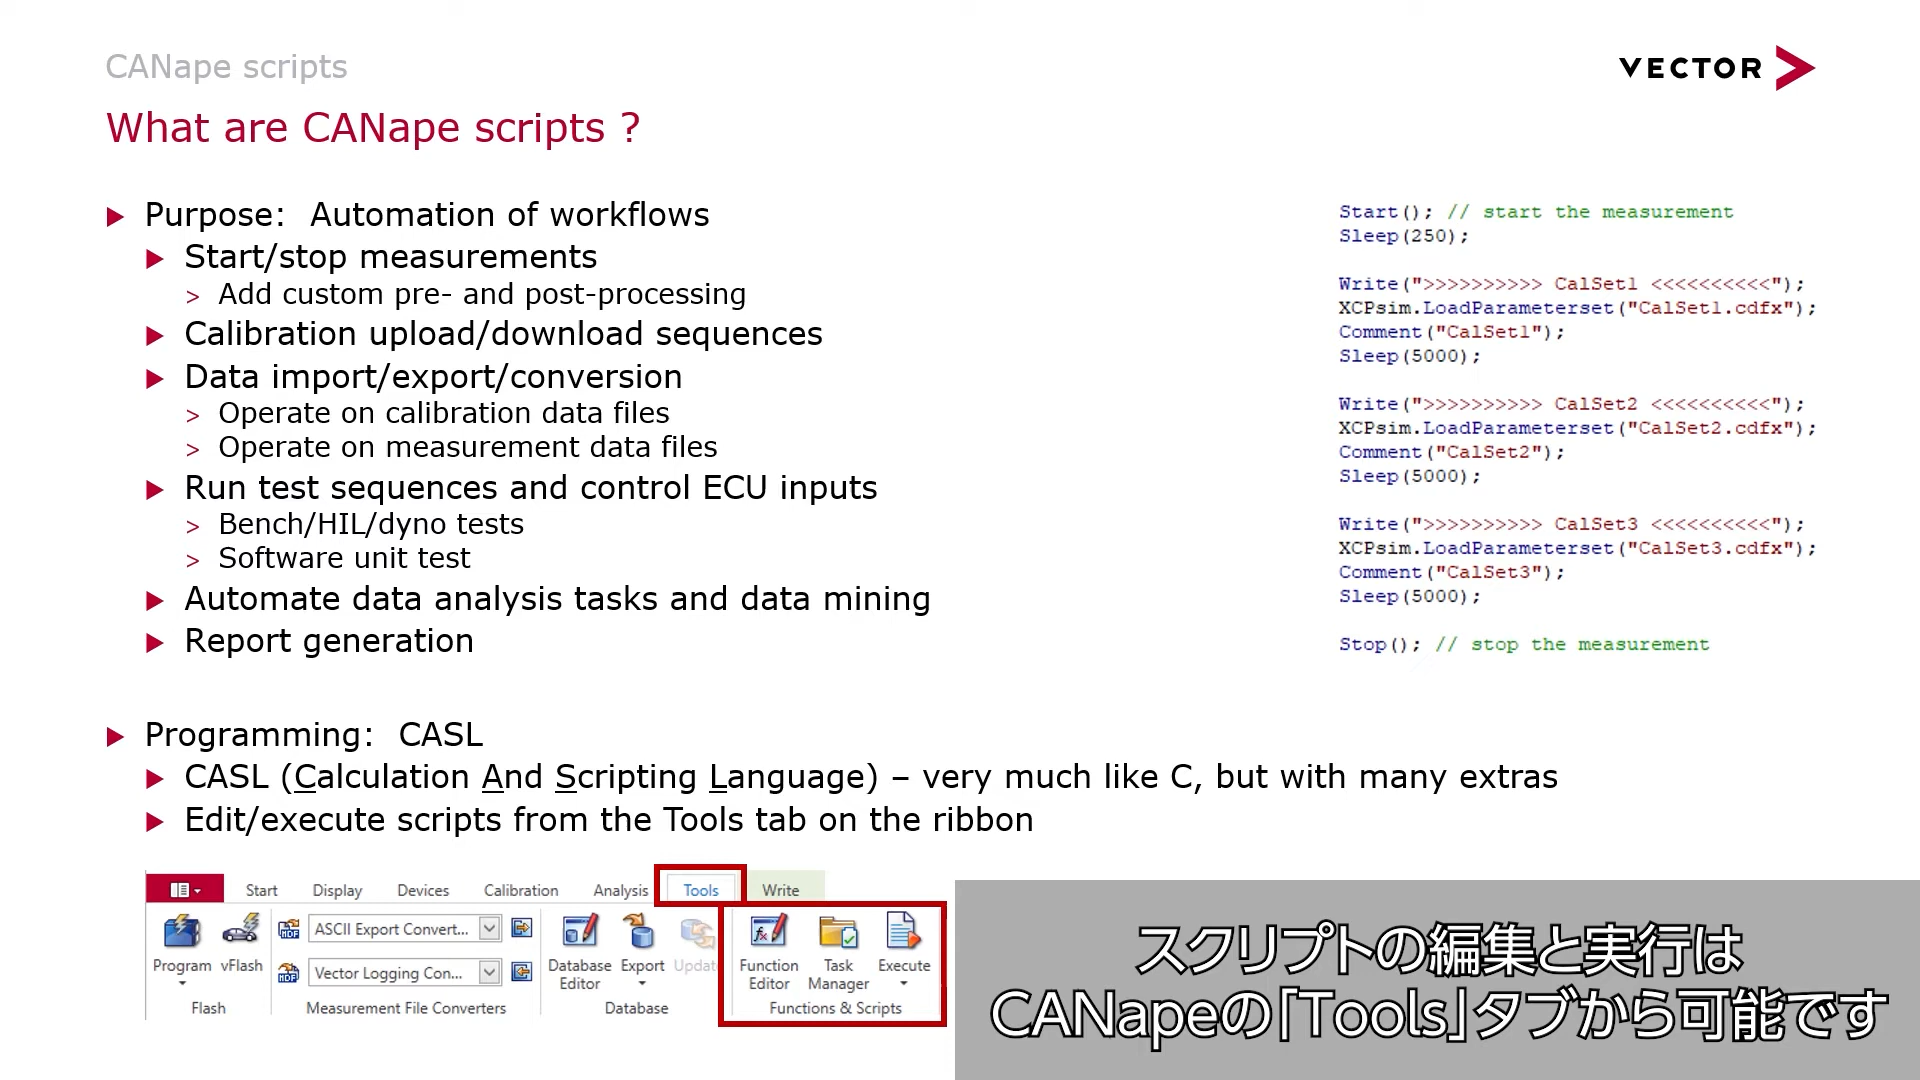 CANape scripts
VECTOR
What are CANape scripts ?
Purpose: Automation of workflows
Start/stop measurements
> Add custom pre- and post-processing
Calibration upload/download sequences
Data import/export/conversion
> Operate on calibration data files
> Operate on measurement data files
Run test sequences and control ECU inputs
> Bench/HIL/dyno tests
> Software unit test
Automate data analysis tasks and data mining
Report generation
Start(); // start the measurement
Sleep(250);
Write(">>>>>>>>>> CalSet1 <<<<<<<<<<");
XCPsim.LoadParameterset("CalSet1.cdfx");
Comment("CalSet1");
Sleep(5000);
Write(">>>>>>>>>> CalSet2 <<<<<<<<<<");
XCPsim.LoadParameterset("CalSet2.cdfx");
Comment("CalSet2");
Sleep(5000);
Write(">>>>>>>>>> CalSet3 <<<<<<<<<<");
XCPsim.LoadParameterset("CalSet3.cdfx");
Comment("CalSet3");
Sleep(5000);
Stop(); // stop the measurement
Programming: CASL
CASL (Calculation And Scripting Language) – very much like C, but with many extras
Edit/execute scripts from the Tools tab on the ribbon
Start Display Devices Calibration Analysis Tools Write
MDF ASCII Export Convert...
MDF Vector Logging Con...
Program vFlash
Database Editor
Export
Updat
Function Editor
Task Manager
Execute
Flash Measurement File Converters Database Functions & Scripts
スクリプトの編集と実行は
CANapeの「Tools」タブから可能です